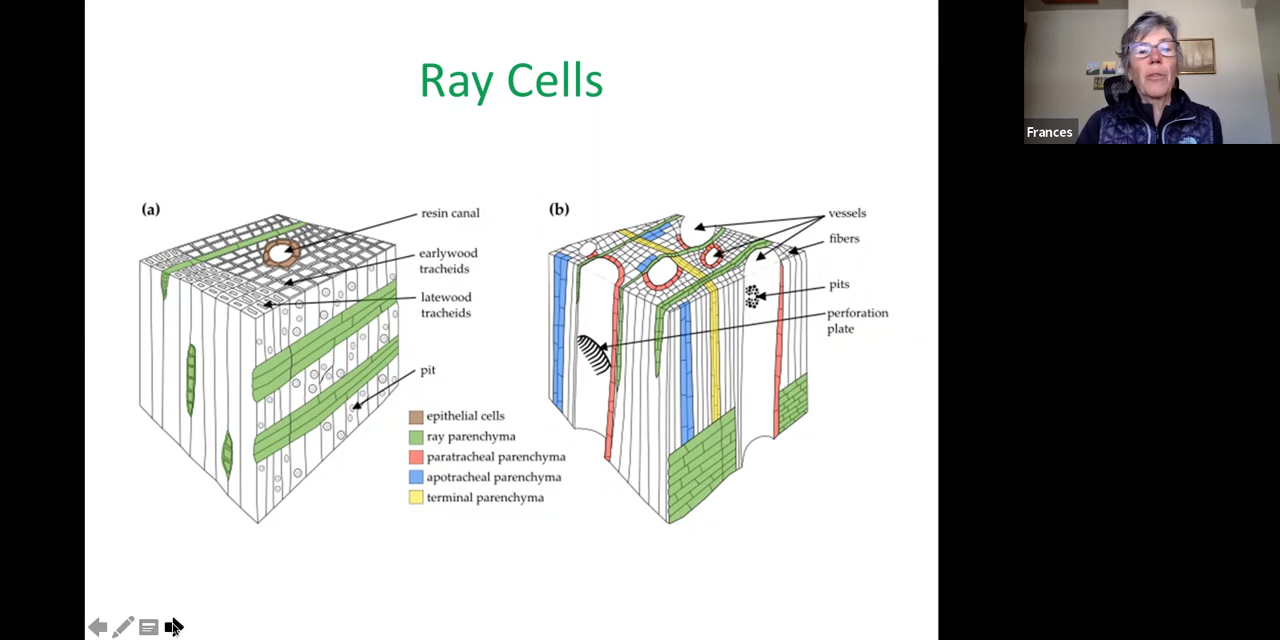 Ray Cells
(a)
resin canal
earlywood
tracheids
latewood
tracheids
pit
epithelial cells
ray parenchyma
paratracheal parenchyma
apotracheal parenchyma
terminal parenchyma
(b)
vessels
fibers
pits
perforation
plate
Frances